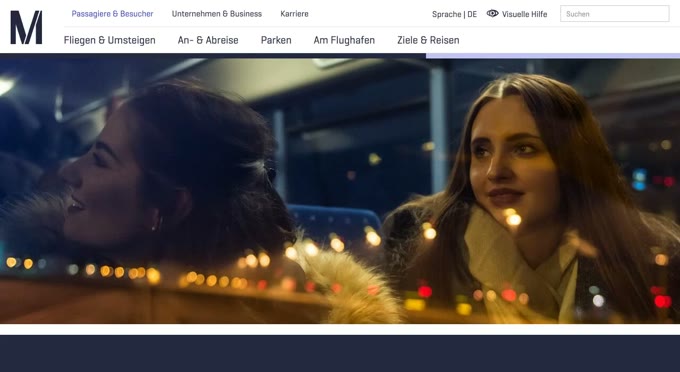 M
Passagiere & Besucher Unternehmen & Business Karriere Sprache | DE Visuelle Hilfe Suchen
Fliegen & Umsteigen An- & Abreise Parken Am Flughafen Ziele & Reisen